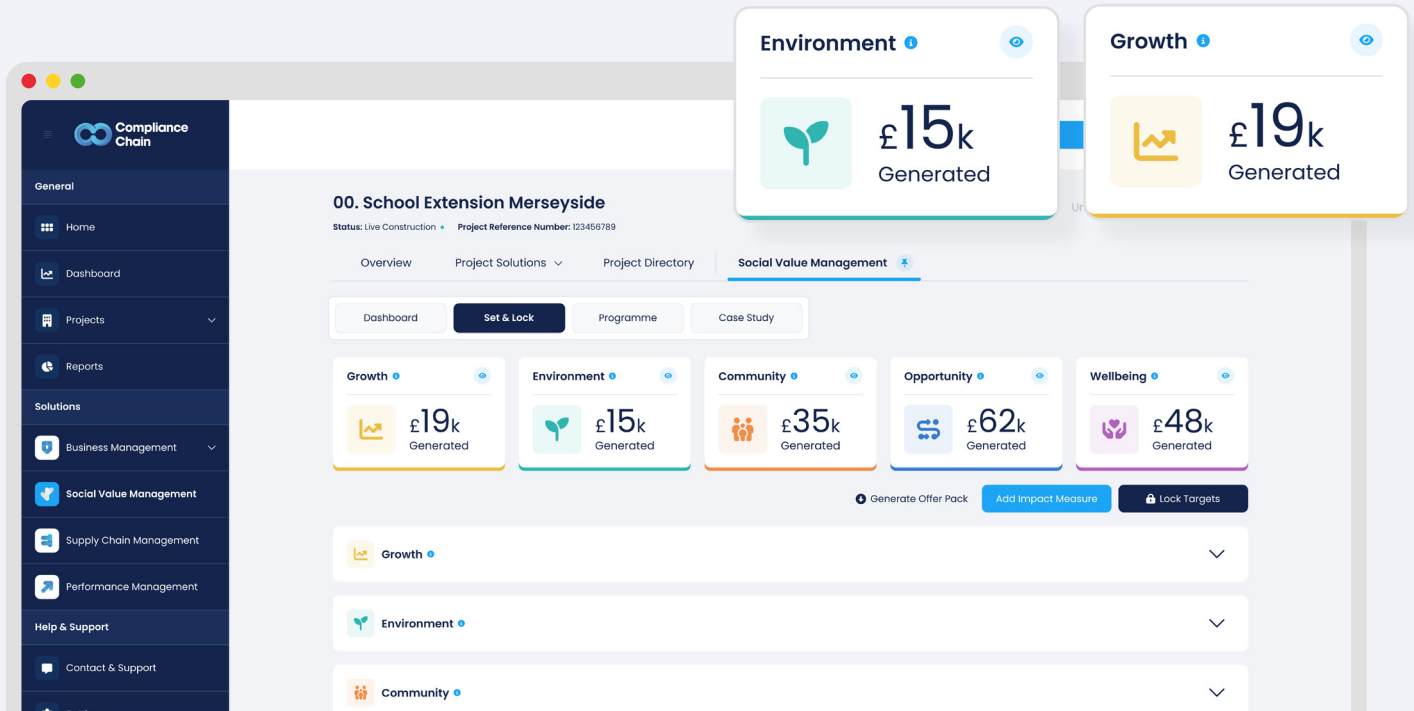 Environment
£15k
Generated
Growth
£19k
Generated
Compliance
Chain
General
Home
Dashboard
Projects
Reports
Solutions
Business Management
Social Value Management
Supply Chain Management
Performance Management
Help & Support
Contact & Support
00. School Extension Merseyside
Status: Live Construction • Project Reference Number: 123456789
Overview Project Solutions Project Directory Social Value Management
Dashboard Set & Lock Programme Case Study
Growth
£19k
Generated
Environment
£15k
Generated
Community
£35k
Generated
Opportunity
£62k
Generated
Wellbeing
£48k
Generated
Generate Offer Pack Add Impact Measure Lock Targets
Growth
Environment
Community